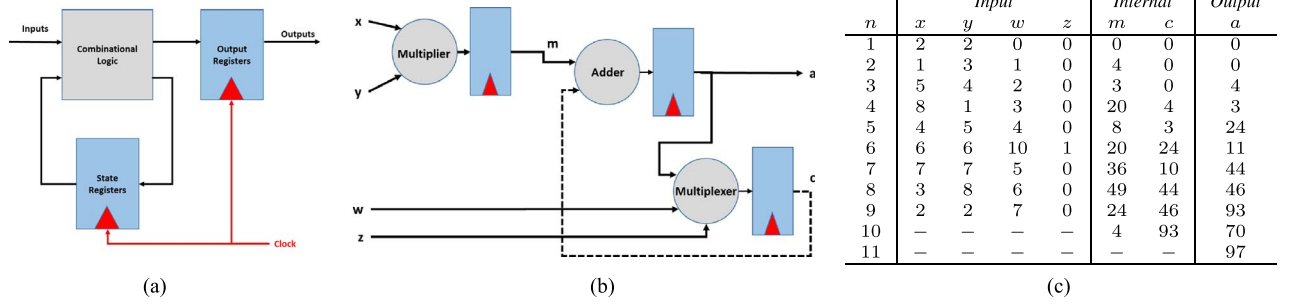 Inputs
Combinational
Logic
Output
Registers
Outputs
State
Registers
Clock
(a)
x
y
Multiplier
m
Adder
a
Multiplexer
c
w
z
(b)
Input Internal Output
n x y w z m c a
1 2 2 0 0 0 0 0
2 1 3 1 0 4 0 0
3 5 4 2 0 3 0 4
4 8 1 3 0 20 4 3
5 4 5 4 0 8 3 24
6 6 6 10 1 20 24 11
7 7 7 5 0 36 10 44
8 3 8 6 0 49 44 46
9 2 2 7 0 24 46 93
10 − − − − 4 93 70
11 − − − − − − 97
(c)